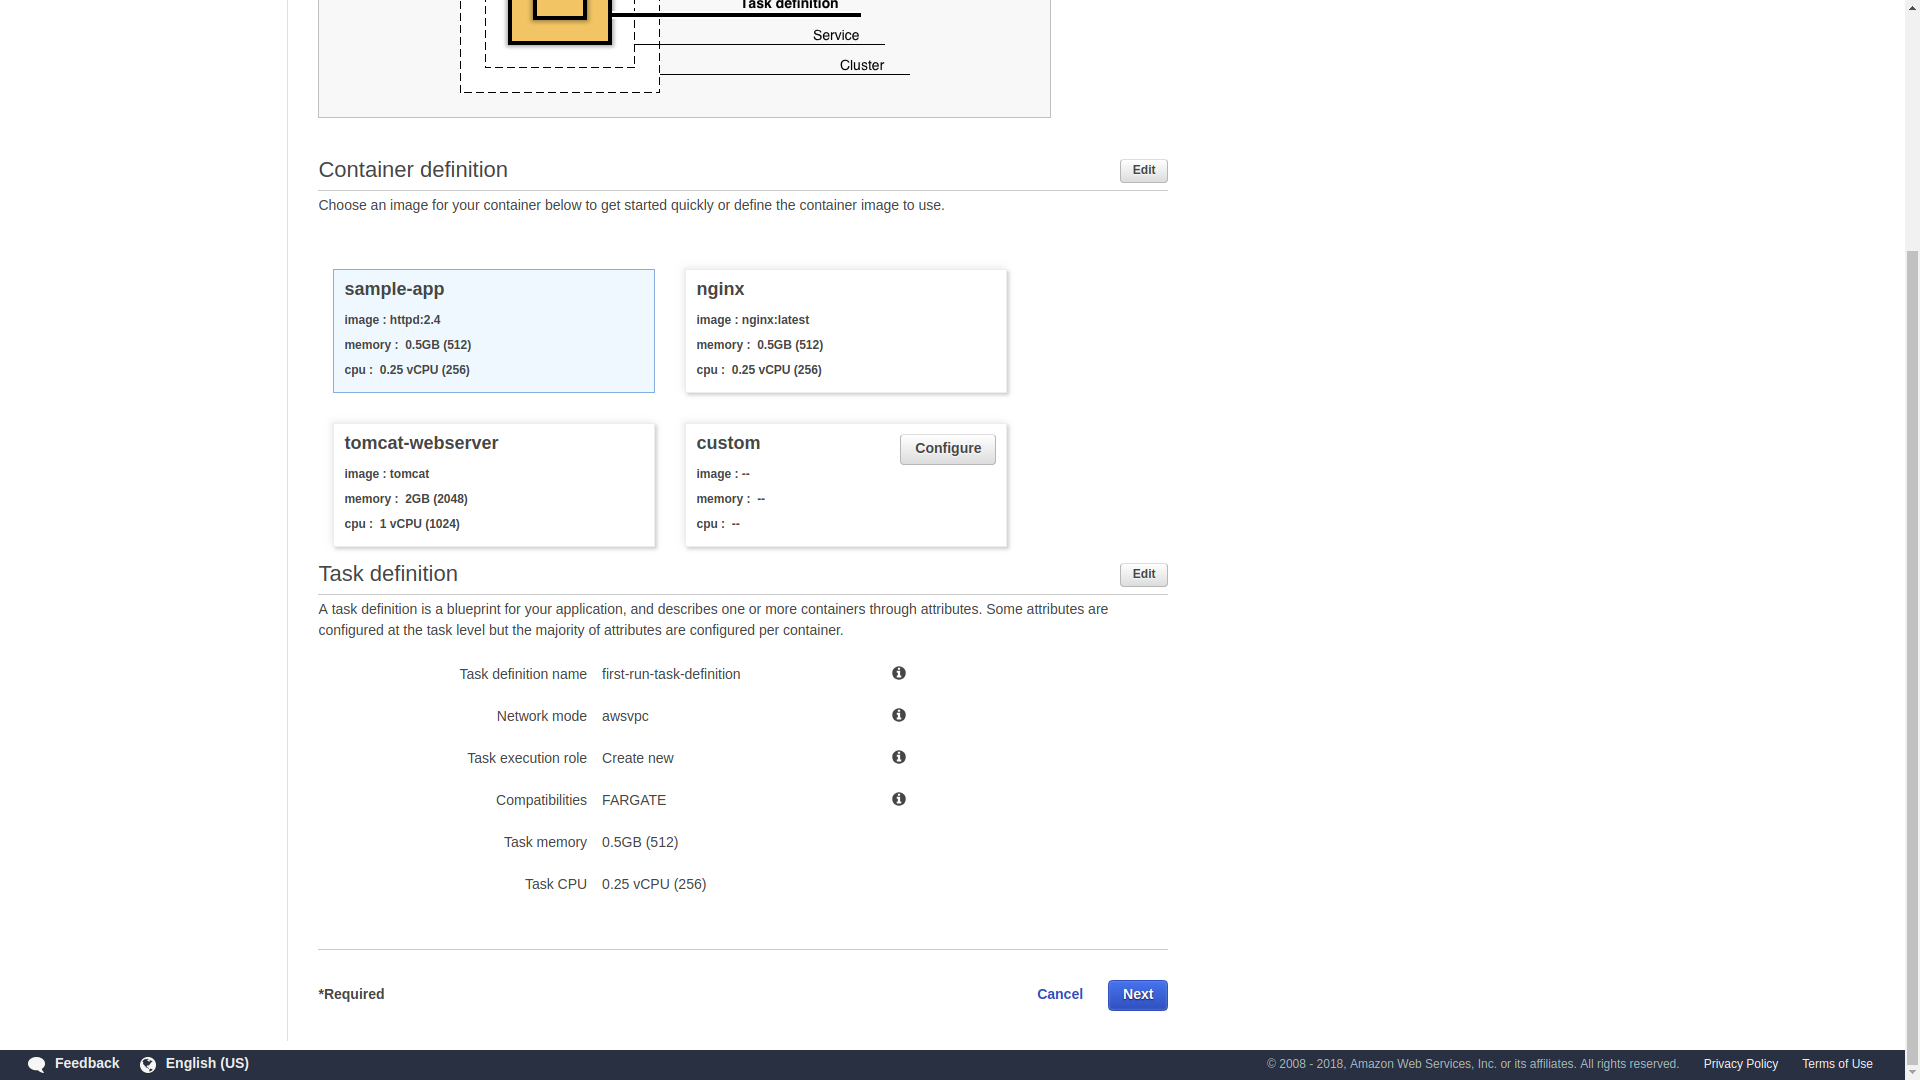 Task definition
Service
Cluster
Container definition
Edit
Choose an image for your container below to get started quickly or define the container image to use.
sample-app
image : httpd:2.4
memory : 0.5GB (512)
cpu : 0.25 vCPU (256)
nginx
image : nginx:latest
memory : 0.5GB (512)
cpu : 0.25 vCPU (256)
tomcat-webserver
image : tomcat
memory : 2GB (2048)
cpu : 1 vCPU (1024)
custom
Configure
image : --
memory : --
cpu : --
Task definition
Edit
A task definition is a blueprint for your application, and describes one or more containers through attributes. Some attributes are
configured at the task level but the majority of attributes are configured per container.
Task definition name first-run-task-definition
Network mode awsvpc
Task execution role Create new
Compatibilities FARGATE
Task memory 0.5GB (512)
Task CPU 0.25 vCPU (256)
*Required
Cancel
Next
Feedback
English (US)
© 2008 - 2018, Amazon Web Services, Inc. or its affiliates. All rights reserved.
Privacy Policy
Terms of Use